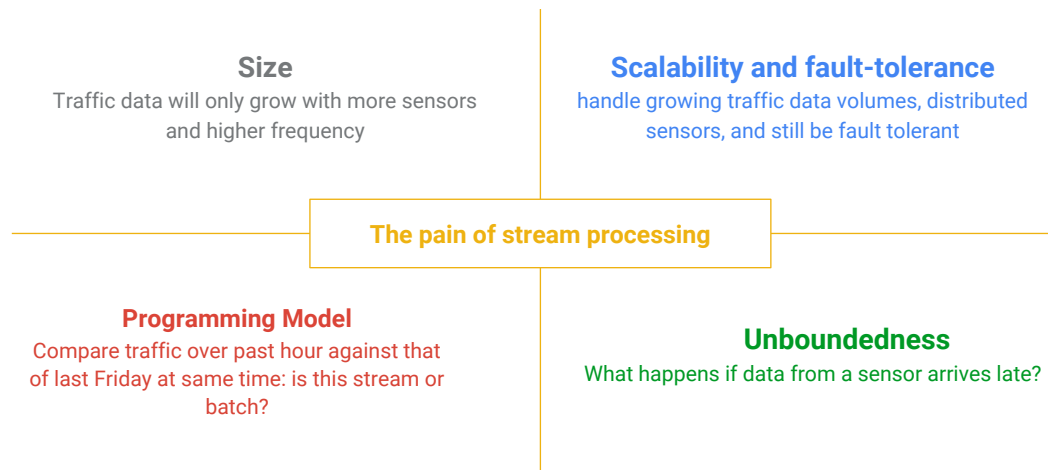 Size
Traffic data will only grow with more sensors
and higher frequency
Scalability and fault-tolerance
handle growing traffic data volumes, distributed
sensors, and still be fault tolerant
The pain of stream processing
Programming Model
Compare traffic over past hour against that
of last Friday at same time: is this stream or
batch?
Unboundedness
What happens if data from a sensor arrives late?